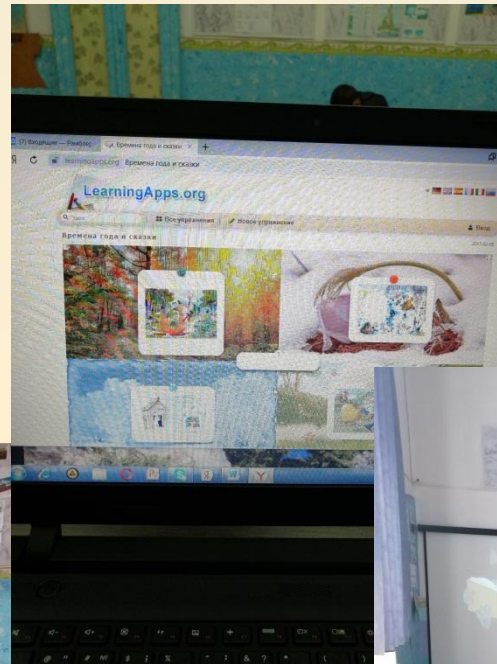 (7) Входящие — Рамблер
Времена года и сказки
learningapps.org Времена года и сказки
LearningApps.org
Поиск
Все упражнения
Новое упражнение
Вход
Времена года и сказки